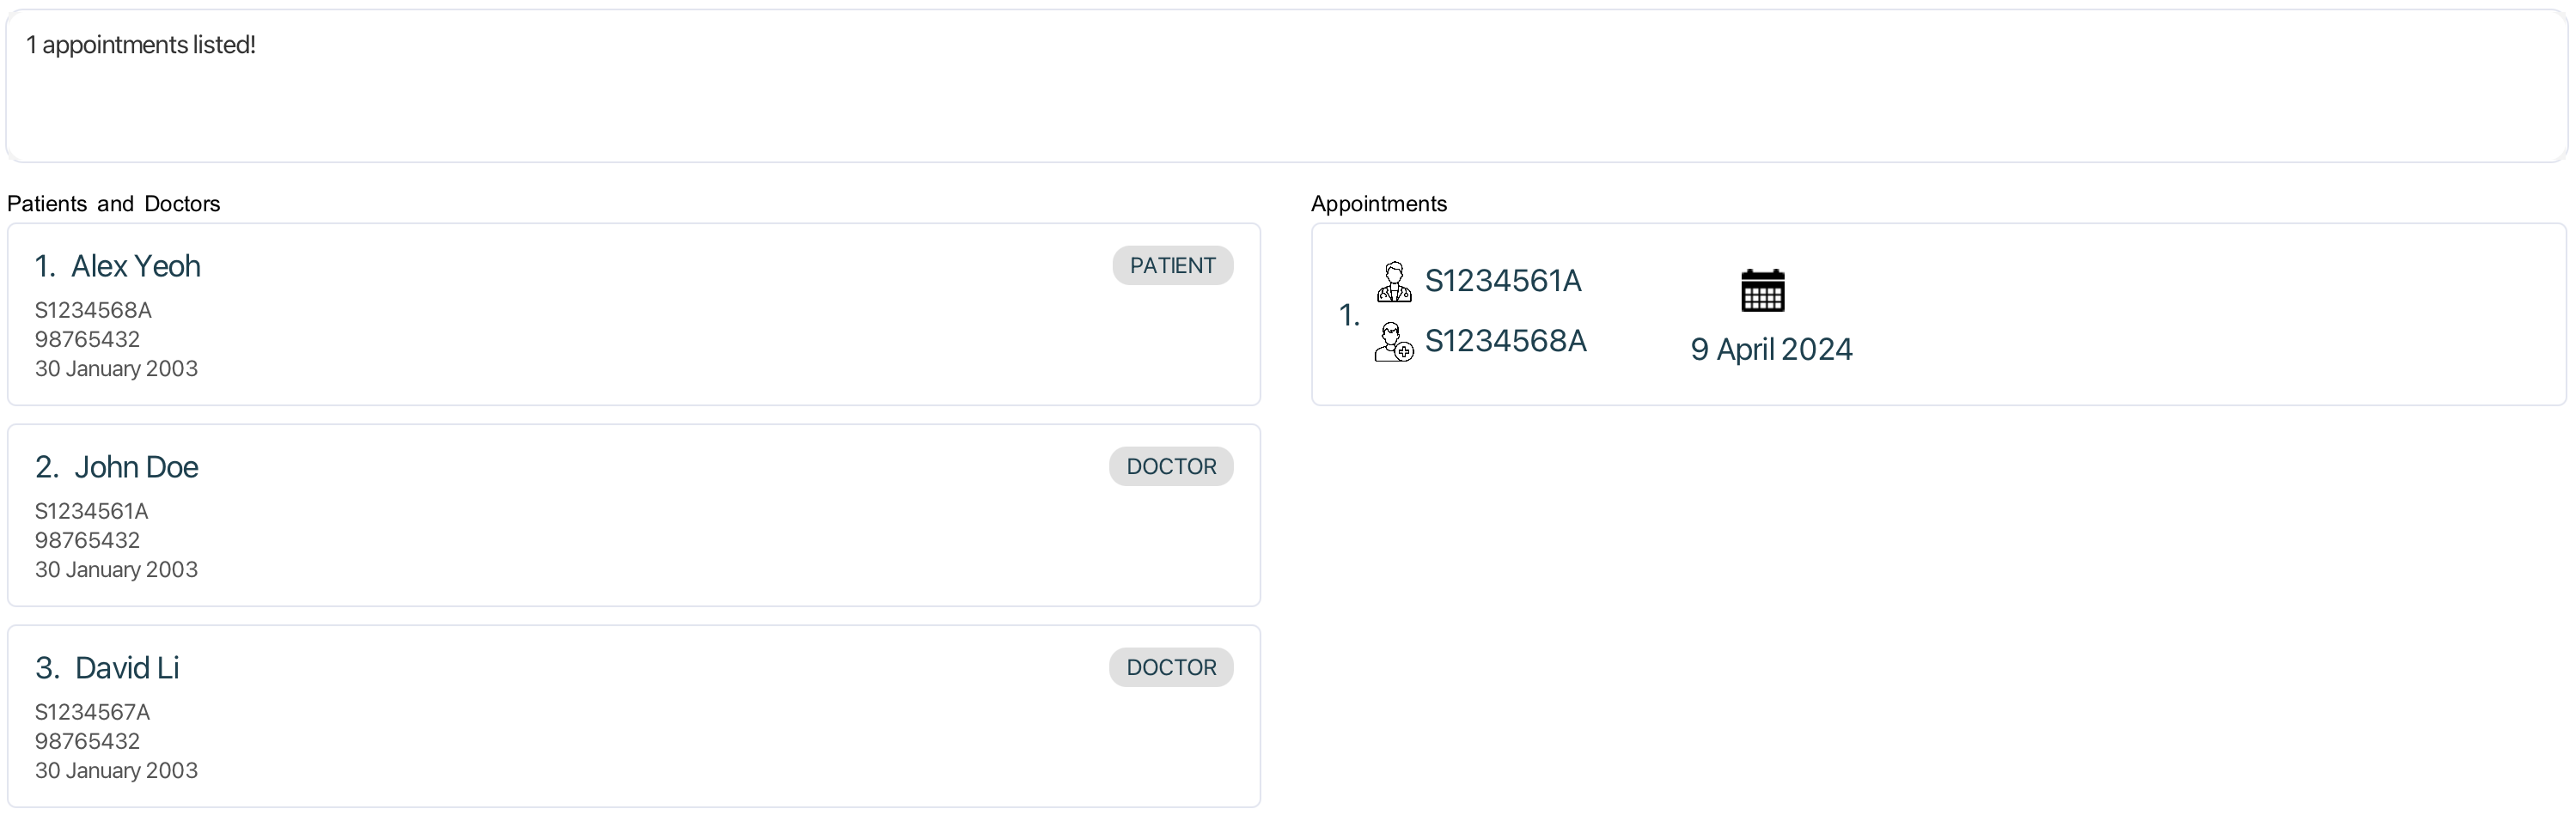 1 appointments listed!
Patients and Doctors
1. Alex Yeoh
PATIENT
S1234568A
98765432
30 January 2003
2. John Doe
DOCTOR
S1234561A
98765432
30 January 2003
3. David Li
DOCTOR
S1234567A
98765432
30 January 2003
Appointments
1.
S1234561A
S1234568A
9 April 2024